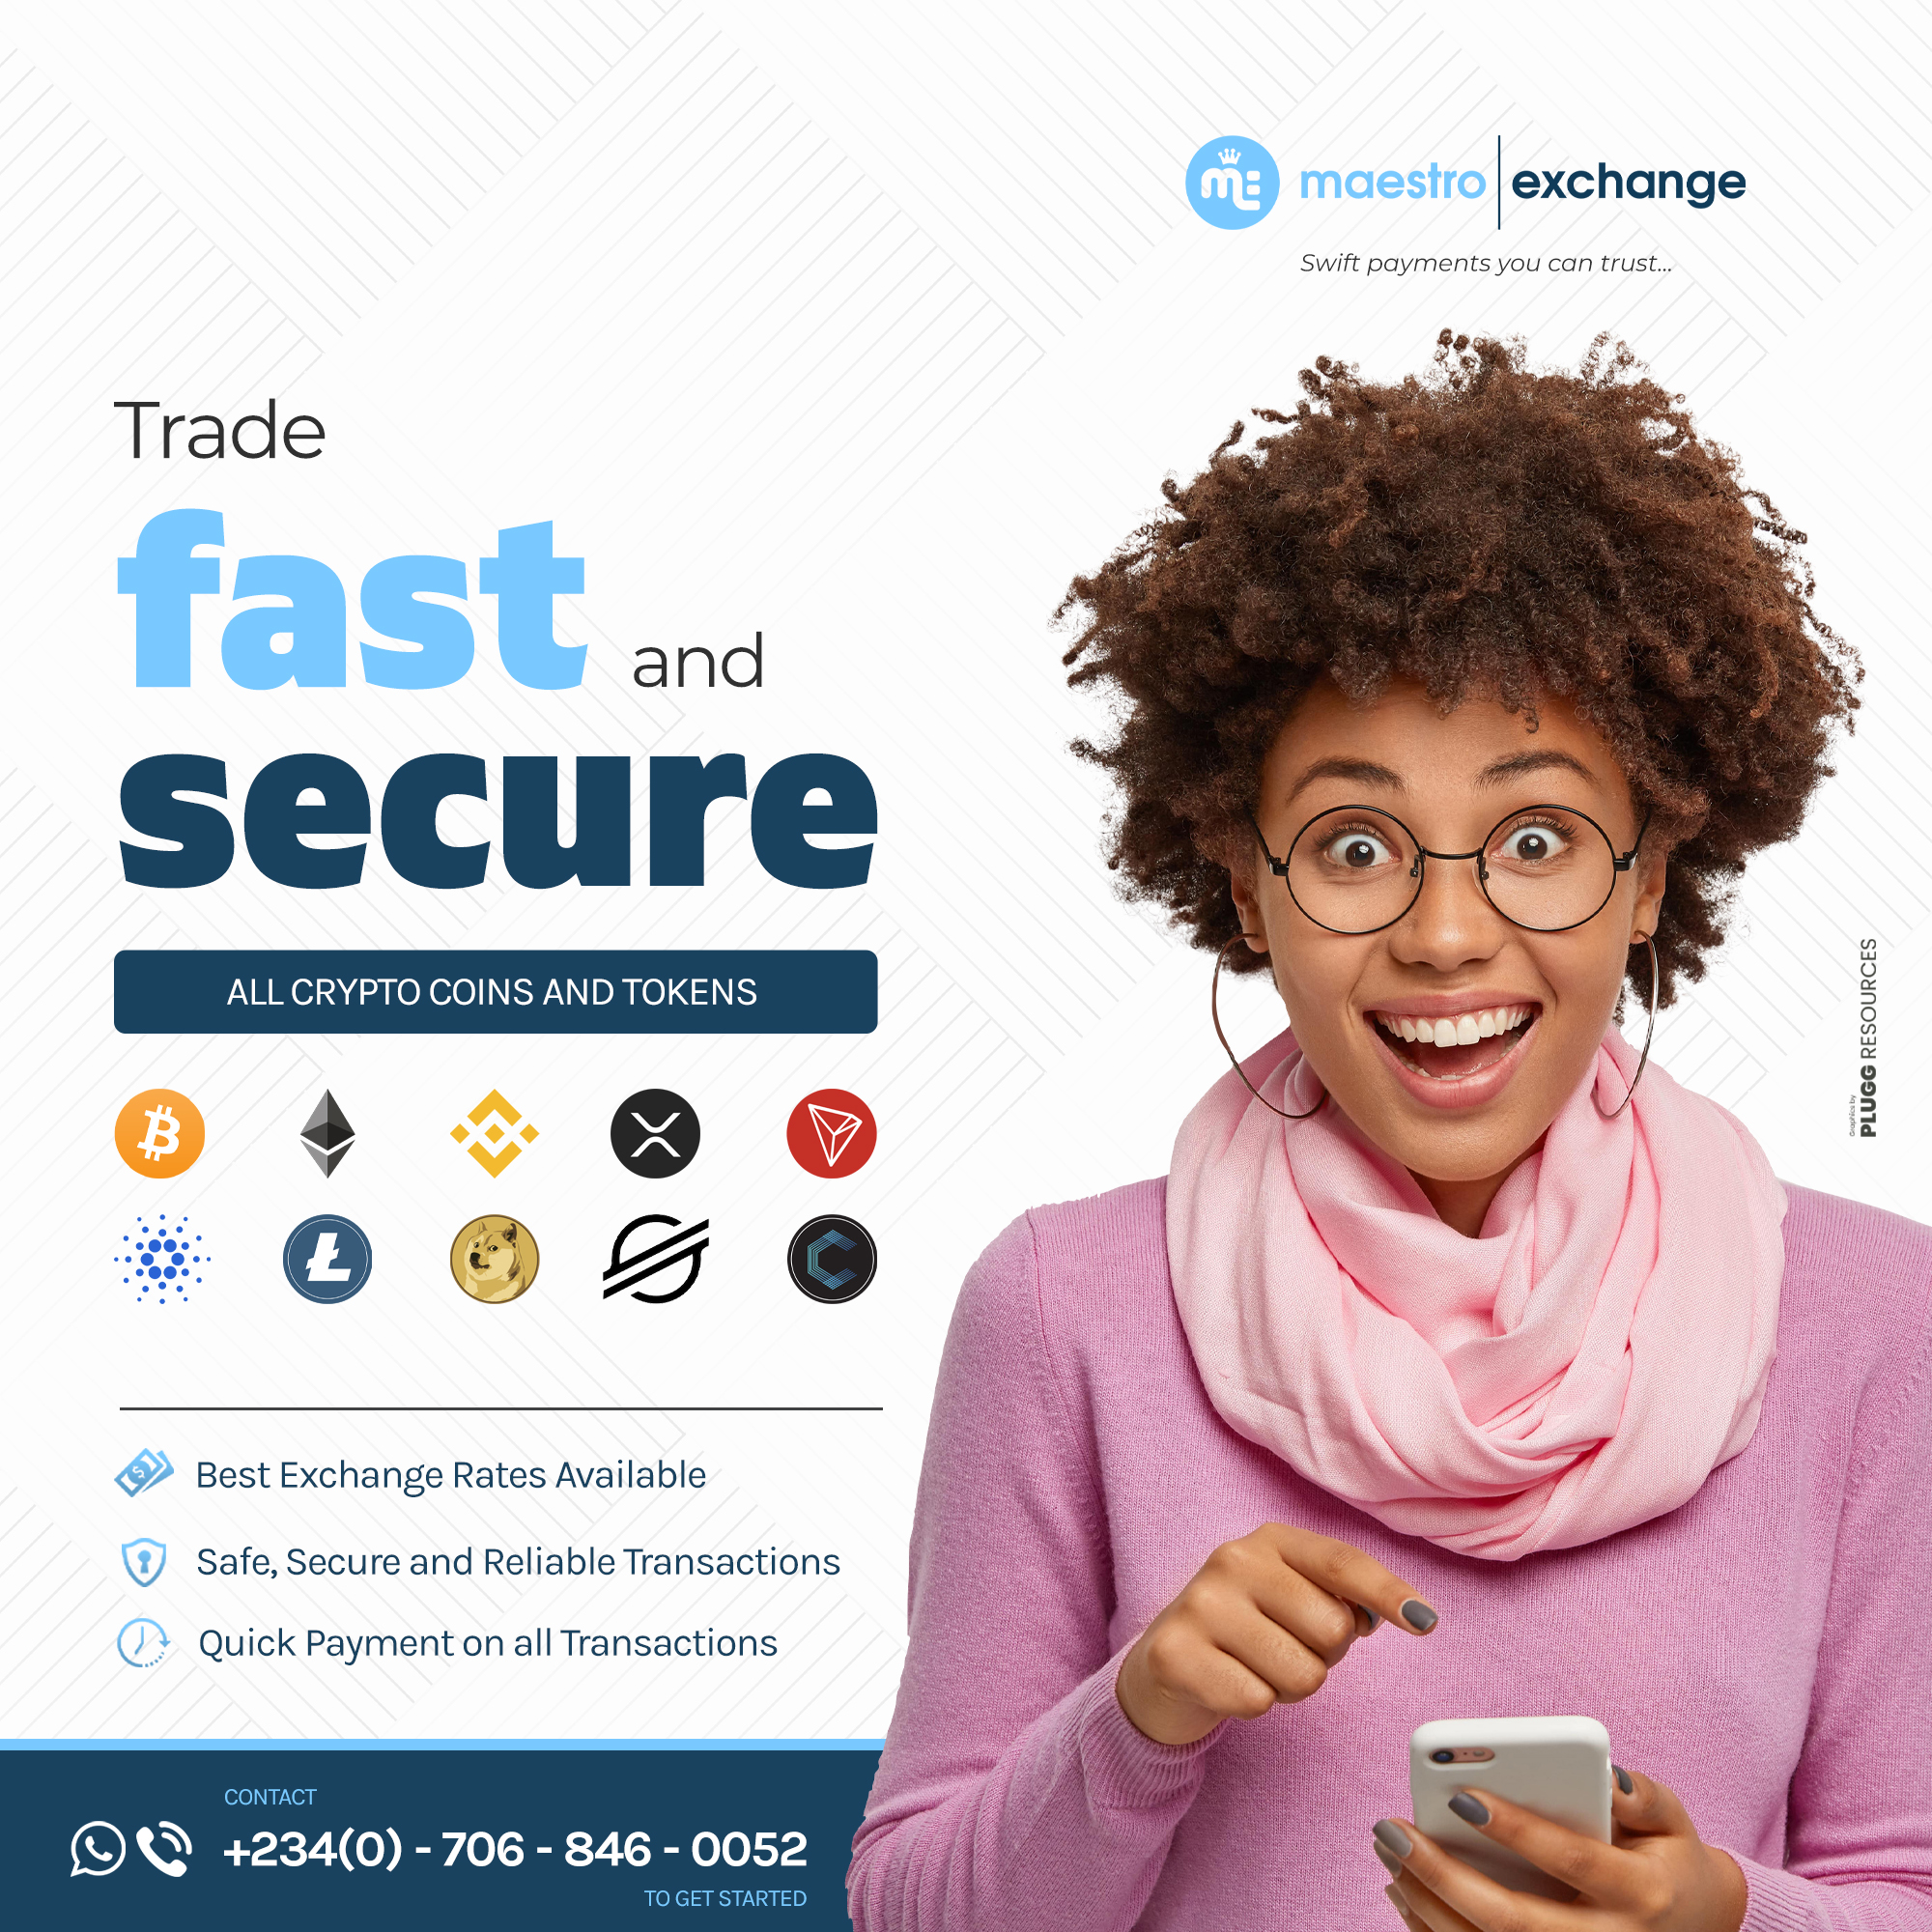 maestro exchange
Swift payments you can trust...
Trade
fast and
secure
ALL CRYPTO COINS AND TOKENS
Best Exchange Rates Available
Safe, Secure and Reliable Transactions
Quick Payment on all Transactions
CONTACT
+234(0) - 706 - 846 - 0052
TO GET STARTED
Graphics by
PLUGG RESOURCES